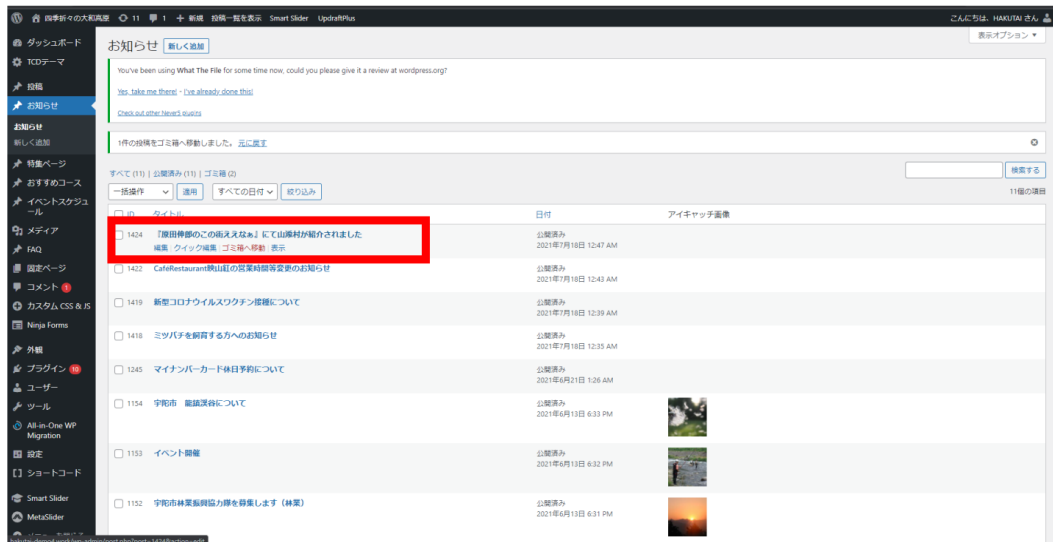 四季折々の大和高原 11 1 新規 投稿一覧を表示 Smart Slider UpdraftPlus こんにちは、HAKUTAI さん
ダッシュボード
TCDテーマ
投稿
お知らせ
お知らせ
新しく追加
特集ページ
おすすめコース
イベントスケジュ
ール
メディア
FAQ
固定ページ
コメント 1
カスタム CSS & JS
Ninja Forms
外観
プラグイン 10
ユーザー
ツール
All-in-One WP
Migration
設定
[ ] ショートコード
Smart Slider
MetaSlider
お知らせ 新しく追加 表示オプション ▼
You've been using What The File for some time now, could you please give it a review at wordpress.org?
Yes, take me there! - I've already done this!
Check out other Never5 plugins
1件の投稿をゴミ箱へ移動しました。 元に戻す
すべて (11) | 公開済み (11) | ゴミ箱 (2) 検索する
一括操作 適用 すべての日付 絞り込み 11個の項目
ID タイトル 日付 アイキャッチ画像
1424 『原田伸郎のこの街ええなぁ』にて山添村が紹介されました 公開済み
編集 | クイック編集 | ゴミ箱へ移動 | 表示 2021年7月18日 12:47 AM
1422 CaféRestaurant映山紅の営業時間等変更のお知らせ 公開済み
2021年7月18日 12:43 AM
1419 新型コロナウイルスワクチン接種について 公開済み
2021年7月18日 12:39 AM
1418 ミツバチを飼育する方へのお知らせ 公開済み
2021年7月18日 12:35 AM
1245 マイナンバーカード休日予約について 公開済み
2021年6月21日 1:26 AM
1154 宇陀市 龍鎮渓谷について 公開済み
2021年6月13日 6:33 PM
1153 イベント開催 公開済み
2021年6月13日 6:32 PM
1152 宇陀市林業振興協力隊を募集します（林業） 公開済み
2021年6月13日 6:31 PM